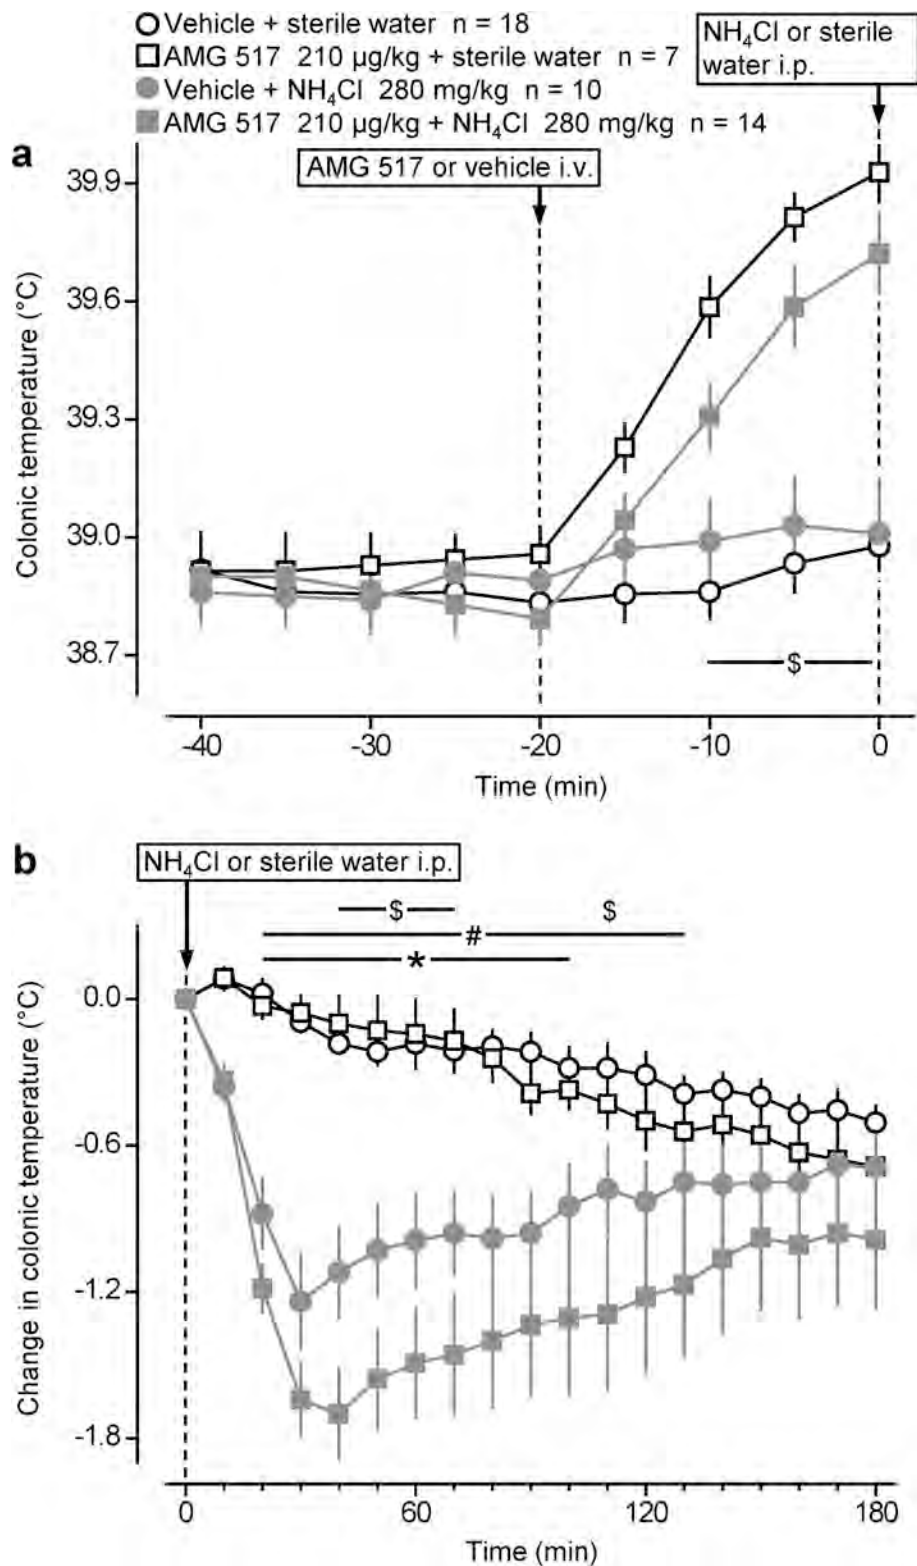 Vehicle + sterile water n = 18
AMG 517 210 µg/kg + sterile water n = 7
Vehicle + NH₄Cl 280 mg/kg n = 10
AMG 517 210 µg/kg + NH₄Cl 280 mg/kg n = 14
NH₄Cl or sterile
water i.p.
a
AMG 517 or vehicle i.v.
Colonic temperature (°C)
39.9
39.6
39.3
39.0
38.7
$
-40 -30 -20 -10 0
Time (min)
b
NH₄Cl or sterile water i.p.
$ $
#
*
Change in colonic temperature (°C)
0.0
-0.6
-1.2
-1.8
0 60 120 180
Time (min)